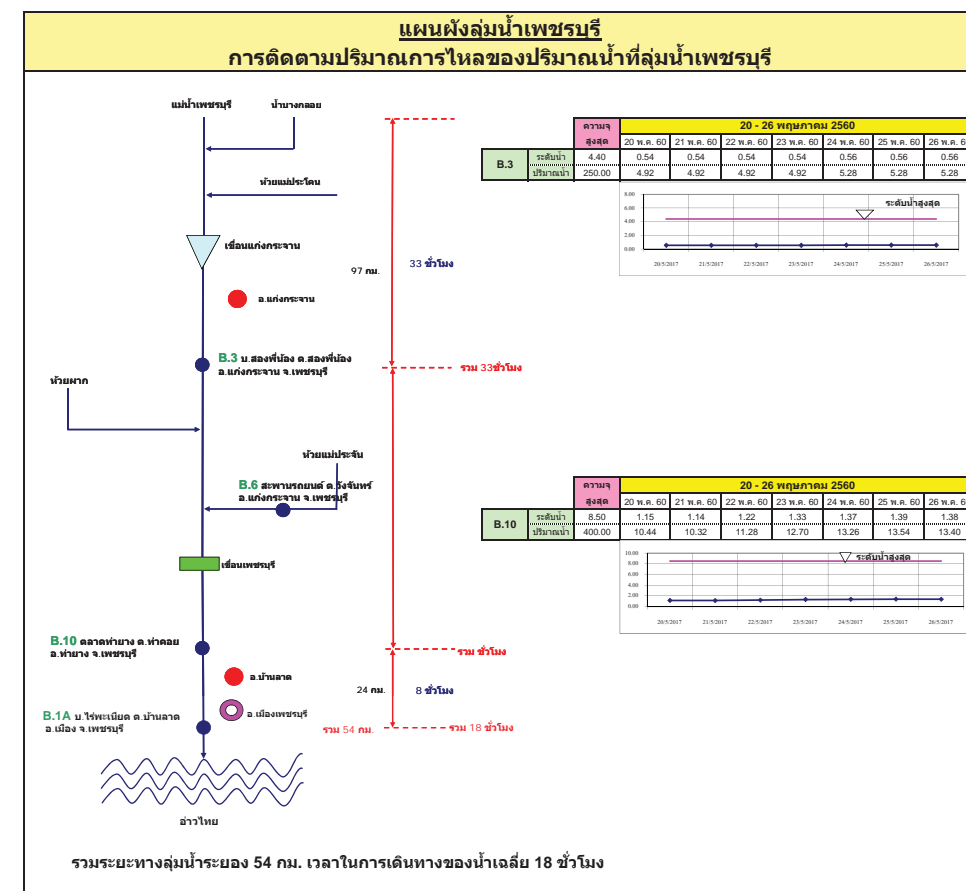 แผนผังลุ่มน้ำเพชรบุรี
การติดตามปริมาณการไหลของปริมาณน้ำที่ลุ่มน้ำเพชรบุรี
แม่น้ำเพชรบุรี
น้ำบางกลอย
ห้วยแม่ประโดน
เขื่อนแก่งกระจาน
97 กม.
33 ชั่วโมง
อ.แก่งกระจาน
B.3 บ.สองพี่น้อง ต.สองพี่น้อง
อ.แก่งกระจาน จ.เพชรบุรี
รวม 33ชั่วโมง
ห้วยผาก
ห้วยแม่ประจัน
B.6 สะพานรถยนต์ ต.วังจันทร์
อ.แก่งกระจาน จ.เพชรบุรี
เขื่อนเพชรบุรี
B.10 ตลาดท่ายาง ต.ท่าคอย
อ.ท่ายาง จ.เพชรบุรี
รวม ชั่วโมง
อ.บ้านลาด
24 กม.
8 ชั่วโมง
อ.เมืองเพชรบุรี
B.1A บ.ไร่พะเนียด ต.บ้านลาด
อ.เมือง จ.เพชรบุรี
รวม 54 กม.
รวม 18 ชั่วโมง
อ่าวไทย
รวมระยะทางลุ่มน้ำระยอง 54 กม. เวลาในการเดินทางของน้ำเฉลี่ย 18 ชั่วโมง
ความจุ 20 - 26 พฤษภาคม 2560
สูงสุด 20 พ.ค. 60 21 พ.ค. 60 22 พ.ค. 60 23 พ.ค. 60 24 พ.ค. 60 25 พ.ค. 60 26 พ.ค. 6
B.3 ระดับน้ำ 4.40 0.54 0.54 0.54 0.54 0.56 0.56 0.56
ปริมาณน้ำ 250.00 4.92 4.92 4.92 4.92 5.28 5.28 5.28
8.00
6.00
4.00
2.00
0.00
ระดับน้ำสูงสุด
20/5/2017 21/5/2017 22/5/2017 23/5/2017 24/5/2017 25/5/2017 26/5/2017
ความจุ 20 - 26 พฤษภาคม 2560
สูงสุด 20 พ.ค. 60 21 พ.ค. 60 22 พ.ค. 60 23 พ.ค. 60 24 พ.ค. 60 25 พ.ค. 60 26 พ.ค. 6
B.10 ระดับน้ำ 8.50 1.15 1.14 1.22 1.33 1.37 1.39 1.38
ปริมาณน้ำ 400.00 10.44 10.32 11.28 12.70 13.26 13.54 13.40
10.00
8.00
6.00
4.00
2.00
0.00
ระดับน้ำสูงสุด
20/5/2017 21/5/2017 22/5/2017 23/5/2017 24/5/2017 25/5/2017 26/5/2017